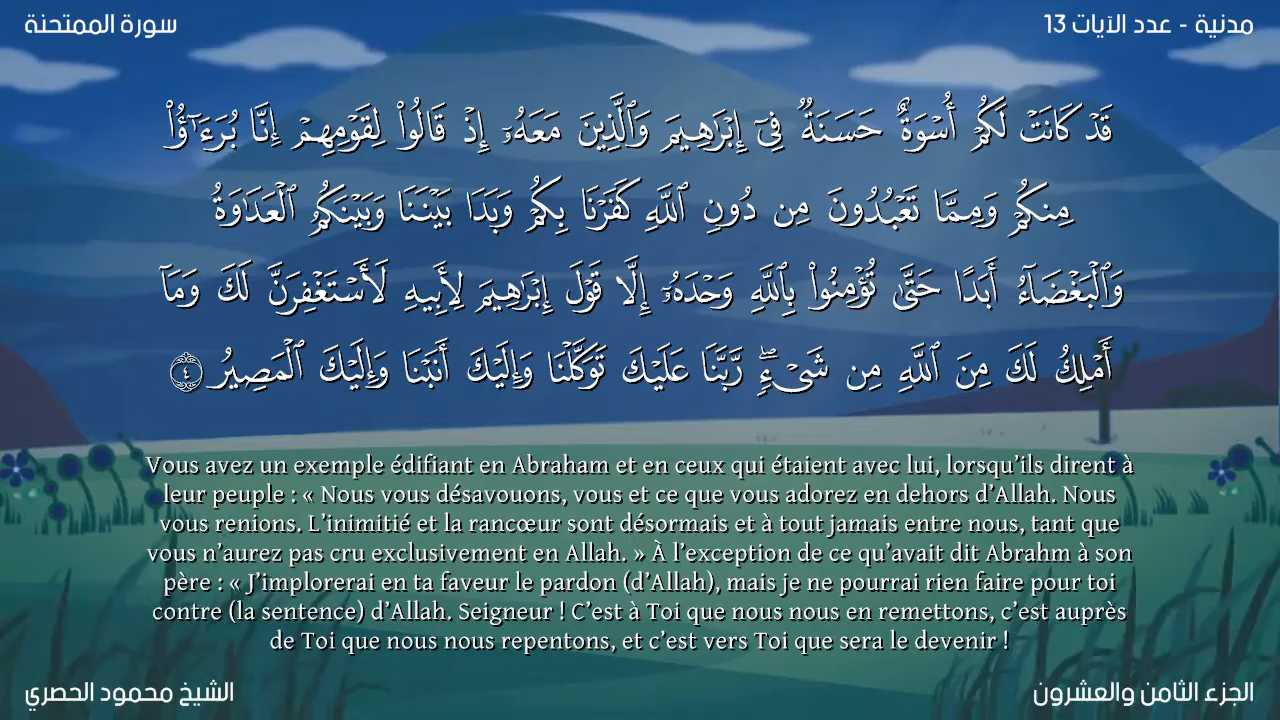 سورة الممتحنة
مدنية - عدد الآيات 13
قَدْ كَانَتْ لَكُمْ أُسْوَةٌ حَسَنَةٌ فِىٓ إِبْرَٰهِيمَ وَٱلَّذِينَ مَعَهُۥٓ إِذْ قَالُوا۟ لِقَوْمِهِمْ إِنَّا بُرَءَٰٓؤُا۟
مِنكُمْ وَمِمَّا تَعْبُدُونَ مِن دُونِ ٱللَّهِ كَفَرْنَا بِكُمْ وَبَدَا بَيْنَنَا وَبَيْنَكُمُ ٱلْعَدَٰوَةُ
وَٱلْبَغْضَآءُ أَبَدًا حَتَّىٰ تُؤْمِنُوا۟ بِٱللَّهِ وَحْدَهُۥٓ إِلَّا قَوْلَ إِبْرَٰهِيمَ لِأَبِيهِ لَأَسْتَغْفِرَنَّ لَكَ وَمَآ
أَمْلِكُ لَكَ مِنَ ٱللَّهِ مِن شَىْءٍ ۖ رَّبَّنَا عَلَيْكَ تَوَكَّلْنَا وَإِلَيْكَ أَنَبْنَا وَإِلَيْكَ ٱلْمَصِيرُ ٤
Vous avez un exemple édifiant en Abraham et en ceux qui étaient avec lui, lorsqu’ils dirent à
leur peuple : « Nous vous désavouons, vous et ce que vous adorez en dehors d’Allah. Nous
vous renions. L’inimitié et la rancœur sont désormais et à tout jamais entre nous, tant que
vous n’aurez pas cru exclusivement en Allah. » À l’exception de ce qu’avait dit Abrahm à son
père : « J’implorerai en ta faveur le pardon (d’Allah), mais je ne pourrai rien faire pour toi
contre (la sentence) d’Allah. Seigneur ! C’est à Toi que nous nous en remettons, c’est auprès
de Toi que nous nous repentons, et c’est vers Toi que sera le devenir !
الشيخ محمود الحصري
الجزء الثامن والعشرون